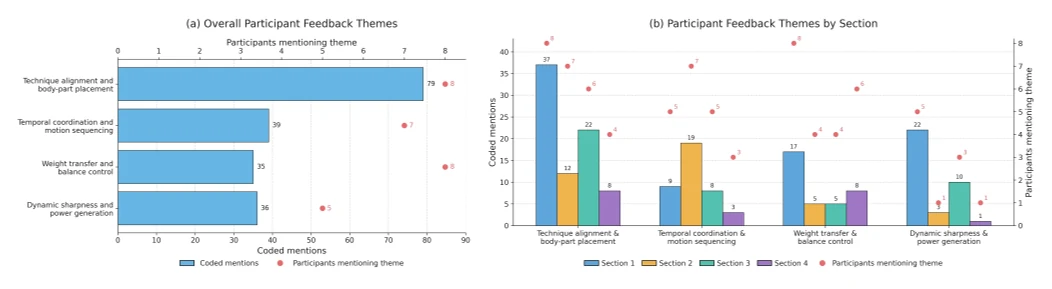 (a) Overall Participant Feedback Themes
Participants mentioning theme
0 1 2 3 4 5 6 7 8
Technique alignment and
body-part placement
79
8
Temporal coordination and
motion sequencing
39
7
Weight transfer and
balance control
35
8
Dynamic sharpness and
power generation
36
5
0 10 20 30 40 50 60 70 80 90
Coded mentions
Coded mentions
Participants mentioning theme
(b) Participant Feedback Themes by Section
Coded mentions
40
35
30
25
20
15
10
5
0
8
7
6
4
37
12
22
8
5
7
5
3
9
19
8
3
8
4
4
6
17
5
5
8
5
1
3
1
22
3
10
1
8
7
6
5
4
3
2
1
0
Participants mentioning theme
Technique alignment &
body-part placement
Temporal coordination &
motion sequencing
Weight transfer &
balance control
Dynamic sharpness &
power generation
Section 1 Section 2 Section 3 Section 4 Participants mentioning theme